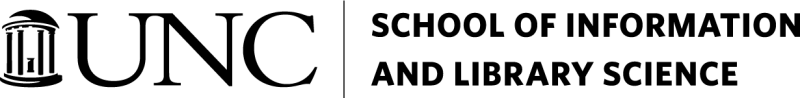 UNC
SCHOOL OF INFORMATION
AND LIBRARY SCIENCE